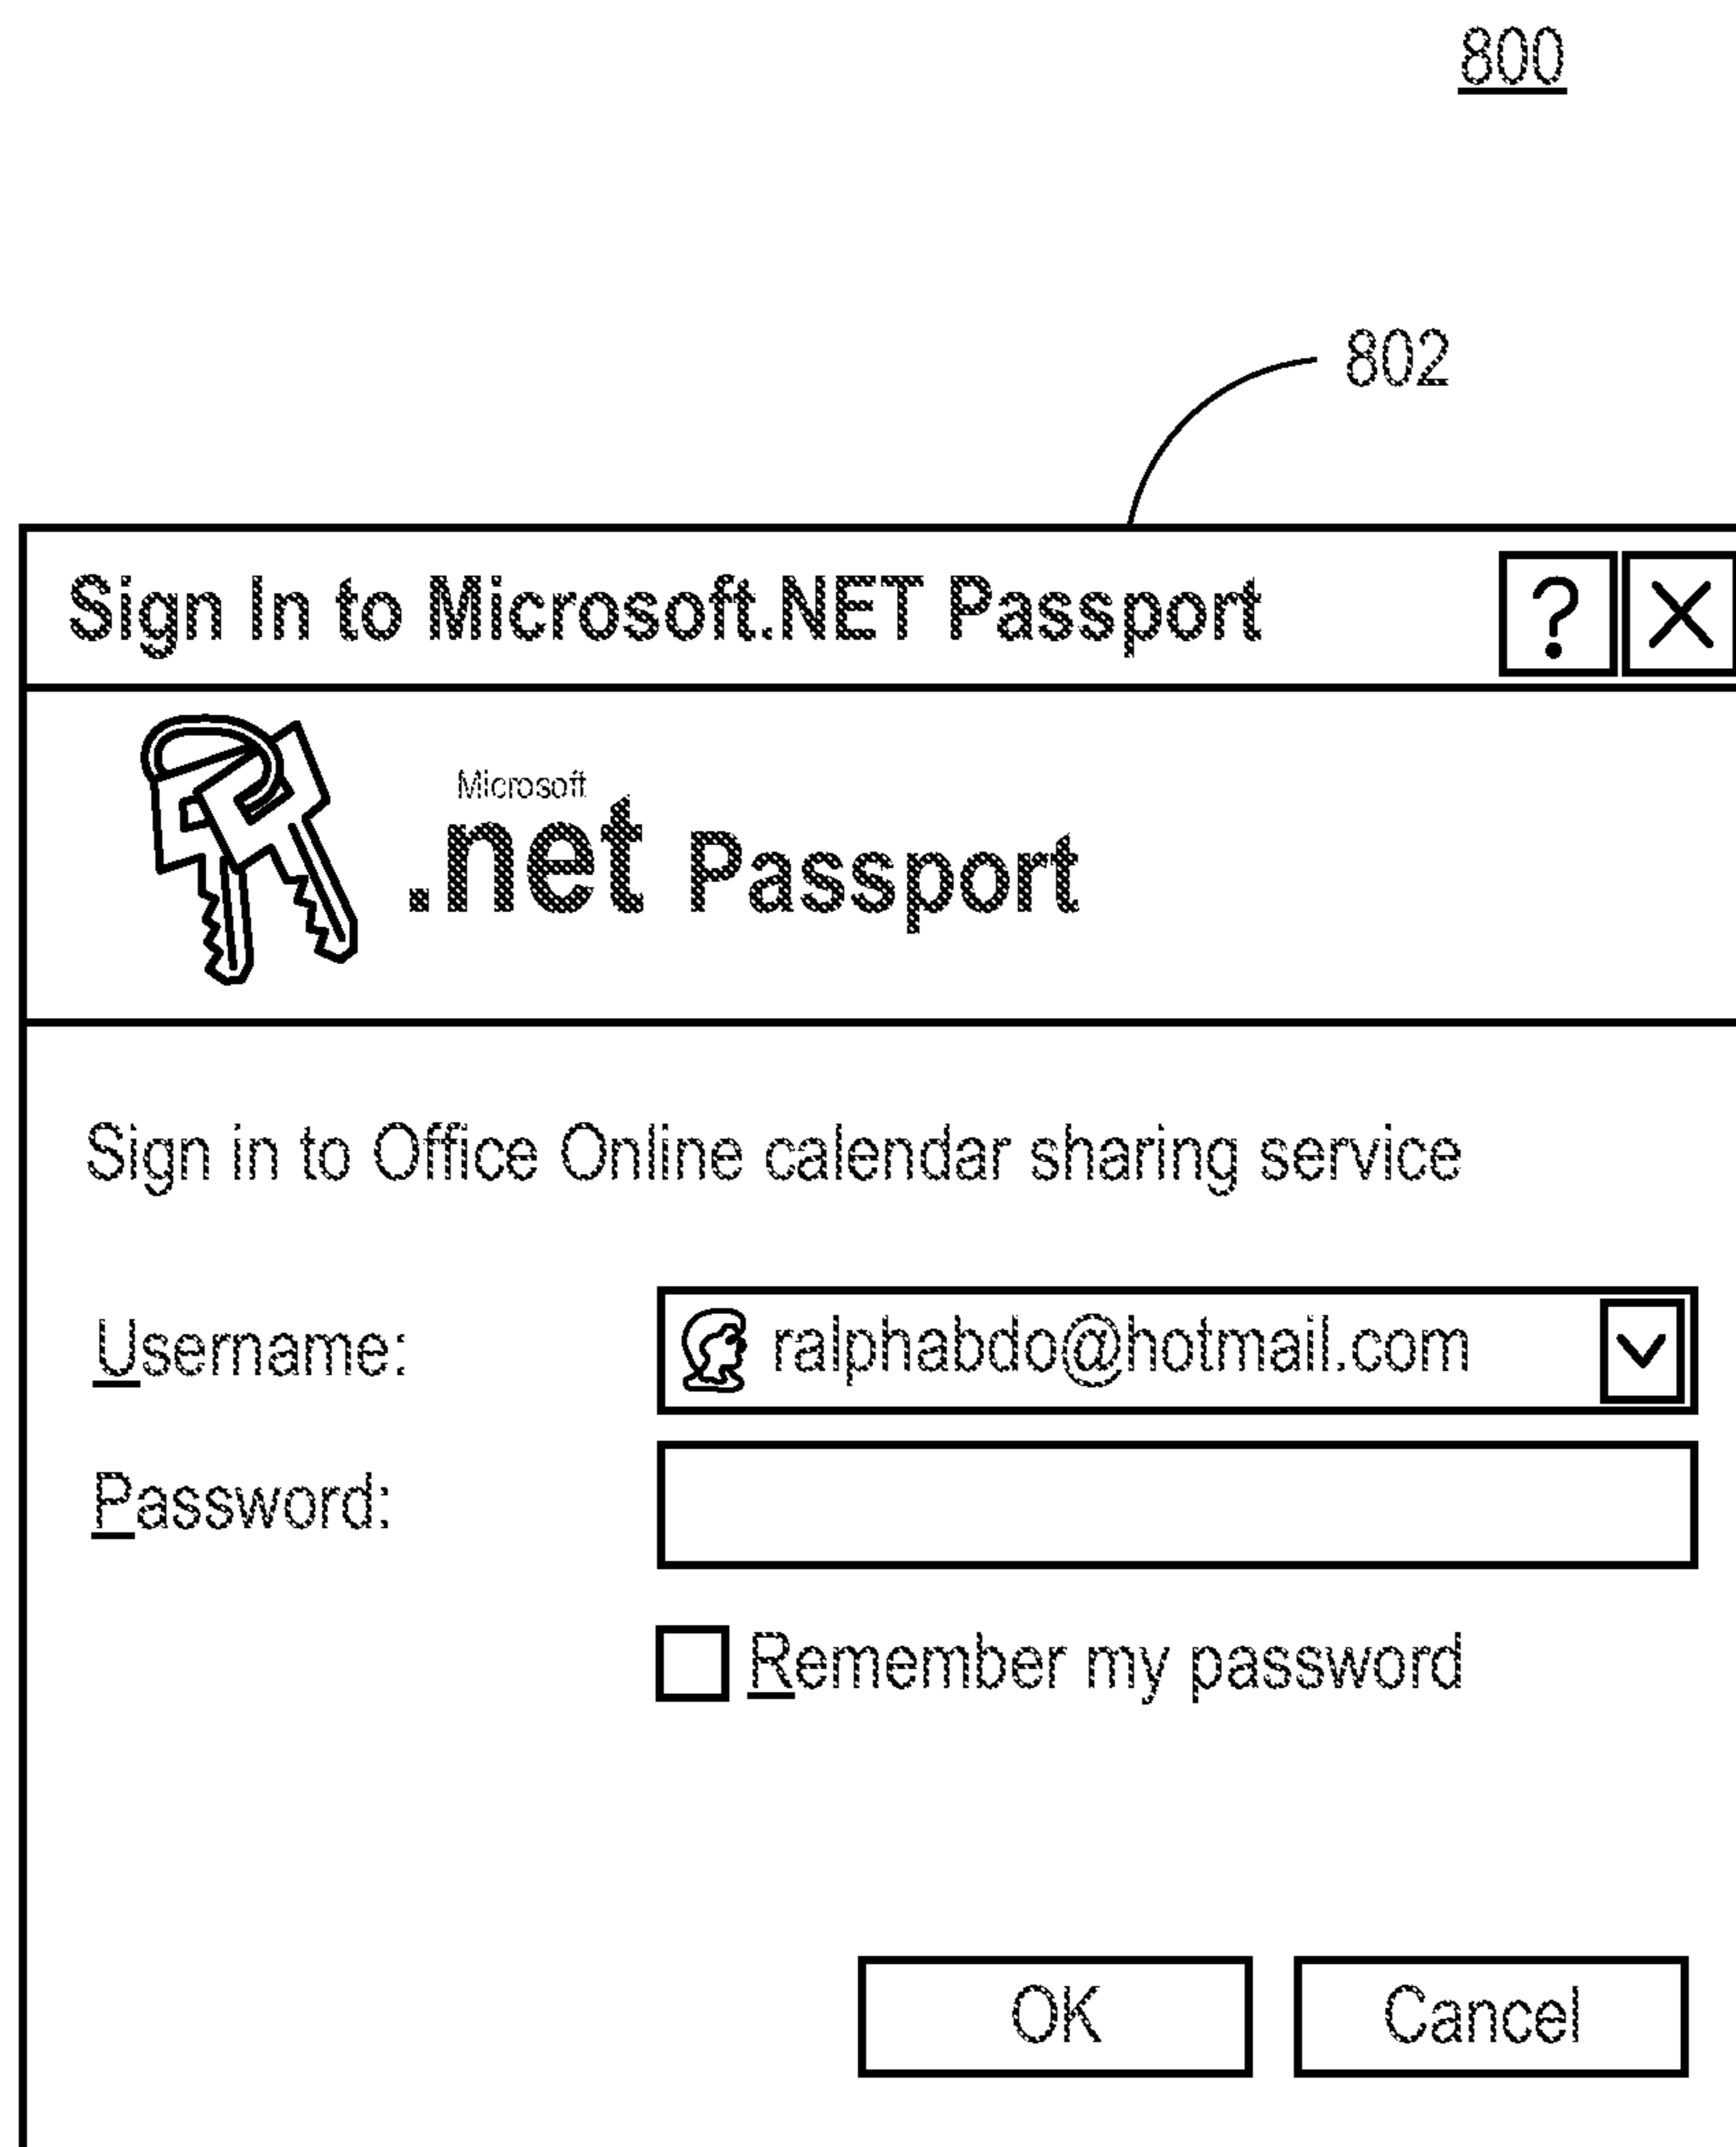 800
802
Sign In to Microsoft.NET Passport ? X
Microsoft
.net Passport
Sign in to Office Online calendar sharing service
Username: ralphabdo@hotmail.com
Password:
Remember my password
OK Cancel